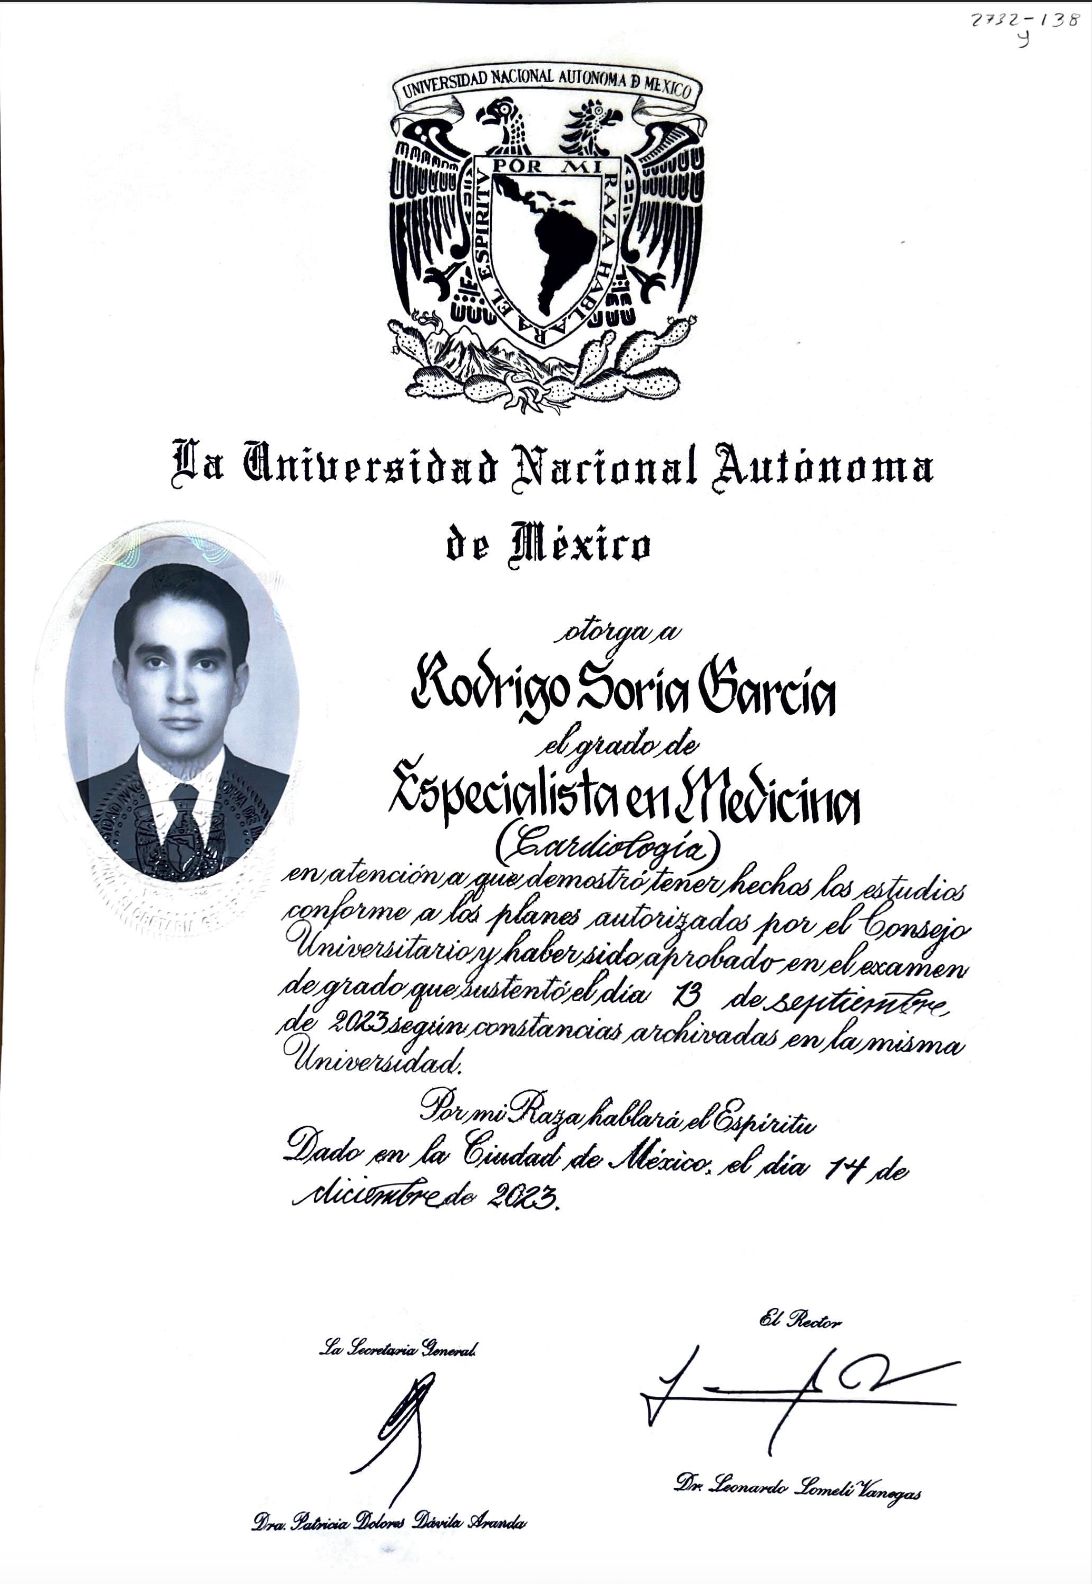 2732-138
y
UNIVERSIDAD NACIONAL AUTONOMA D MEXICO
POR MI RAZA HABLARA EL ESPIRITU
La Universidad Nacional Autónoma
de México
otorga a
Rodrigo Soria García
el grado de
Especialista en Medicina
(Cardiología)
en atención a que demostró tener hechos los estudios
conforme a los planes autorizados por el Consejo
Universitario y haber sido aprobado en el examen
de grado que sustentó el día 13 de septiembre
de 2023 según constancias archivadas en la misma
Universidad.
Por mi Raza hablará el Espíritu
Dado en la Ciudad de México, el día 14 de
diciembre de 2023.
El Rector
La Secretaria General
Dr. Leonardo Lomelí Vanegas
Dra. Patricia Dolores Dávila Aranda